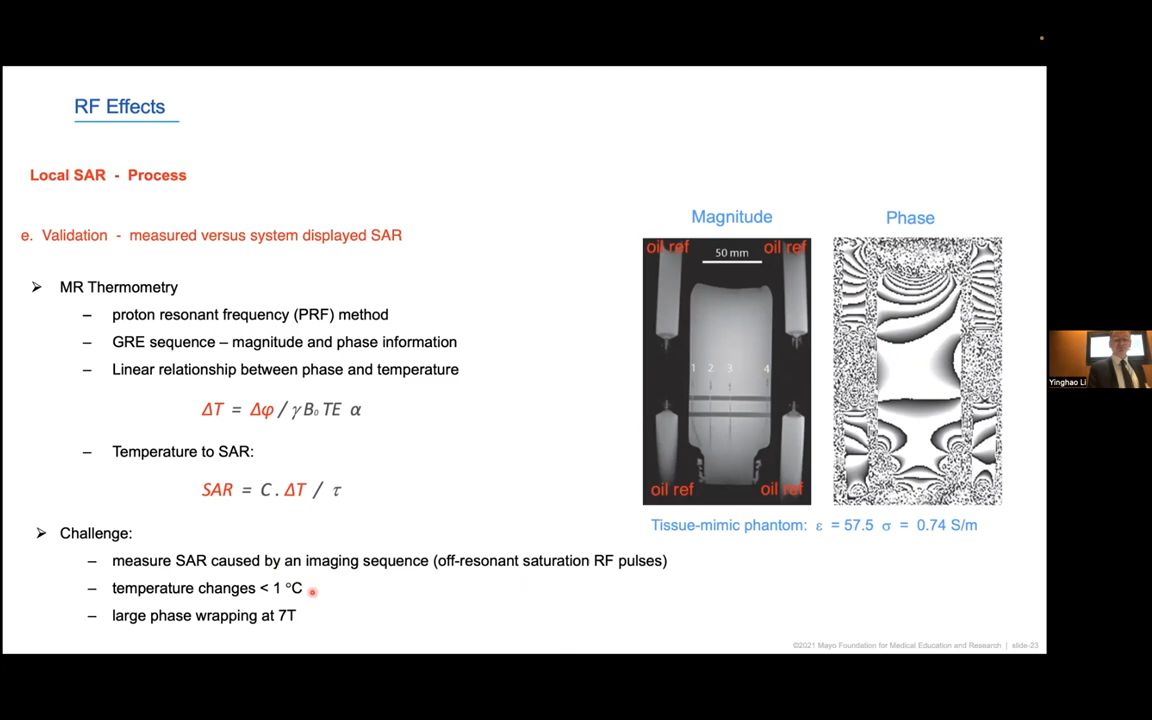 RF Effects
Local SAR - Process
e. Validation - measured versus system displayed SAR
➢ MR Thermometry
– proton resonant frequency (PRF) method
– GRE sequence – magnitude and phase information
– Linear relationship between phase and temperature
ΔT = Δφ / γ B₀ TE α
– Temperature to SAR:
SAR = C . ΔT / τ
➢ Challenge:
– measure SAR caused by an imaging sequence (off-resonant saturation RF pulses)
– temperature changes < 1 °C
– large phase wrapping at 7T
Magnitude
Phase
oil ref
oil ref
50 mm
1 2 3 4
oil ref
oil ref
Tissue-mimic phantom: ε = 57.5 σ = 0.74 S/m
©2021 Mayo Foundation for Medical Education and Research | slide-23
Yinghao Li